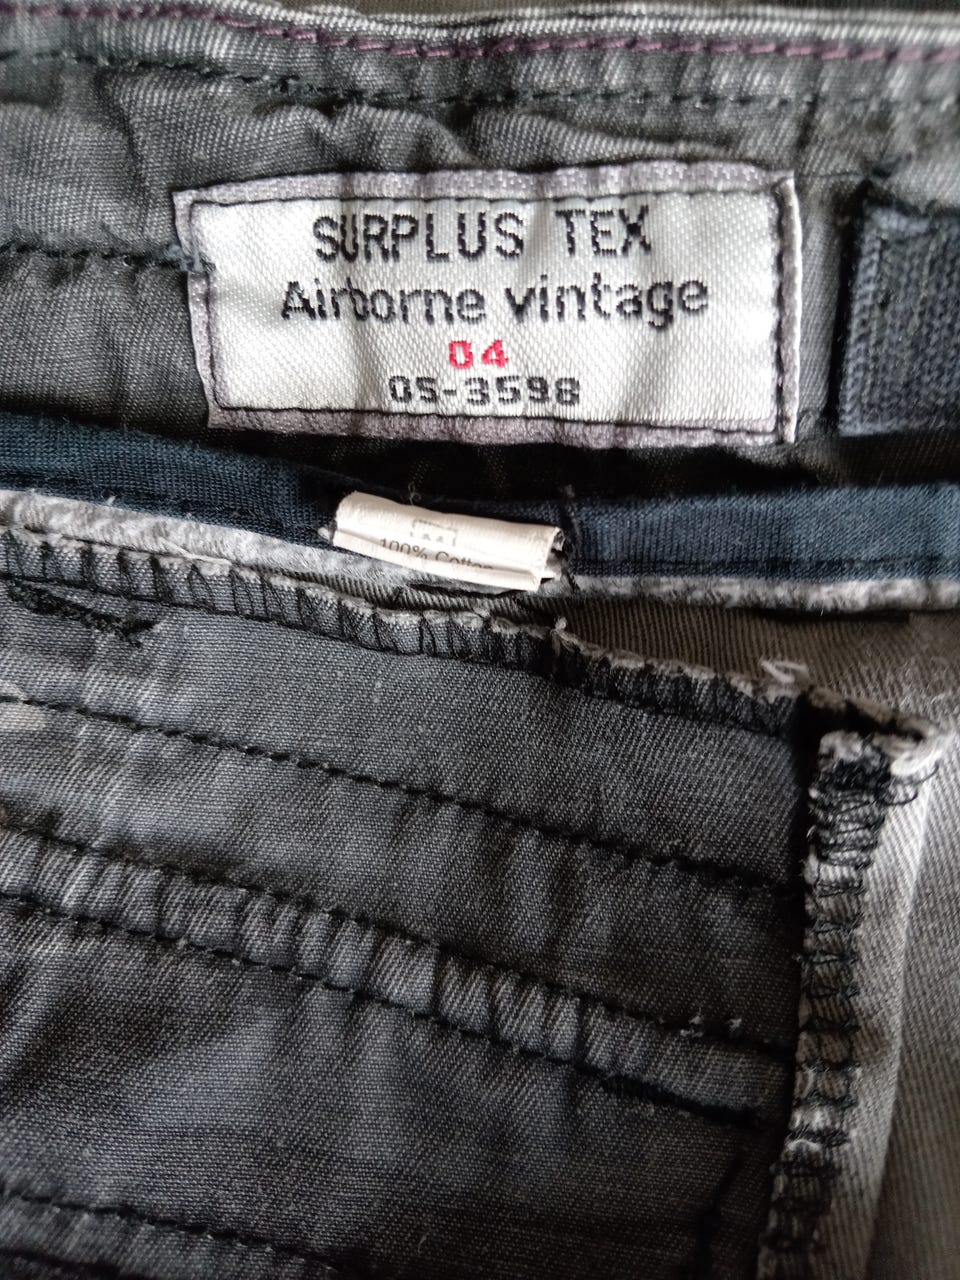 SURPLUS TEX
Airborne vintage
04
05-3598
M
100% Cotton